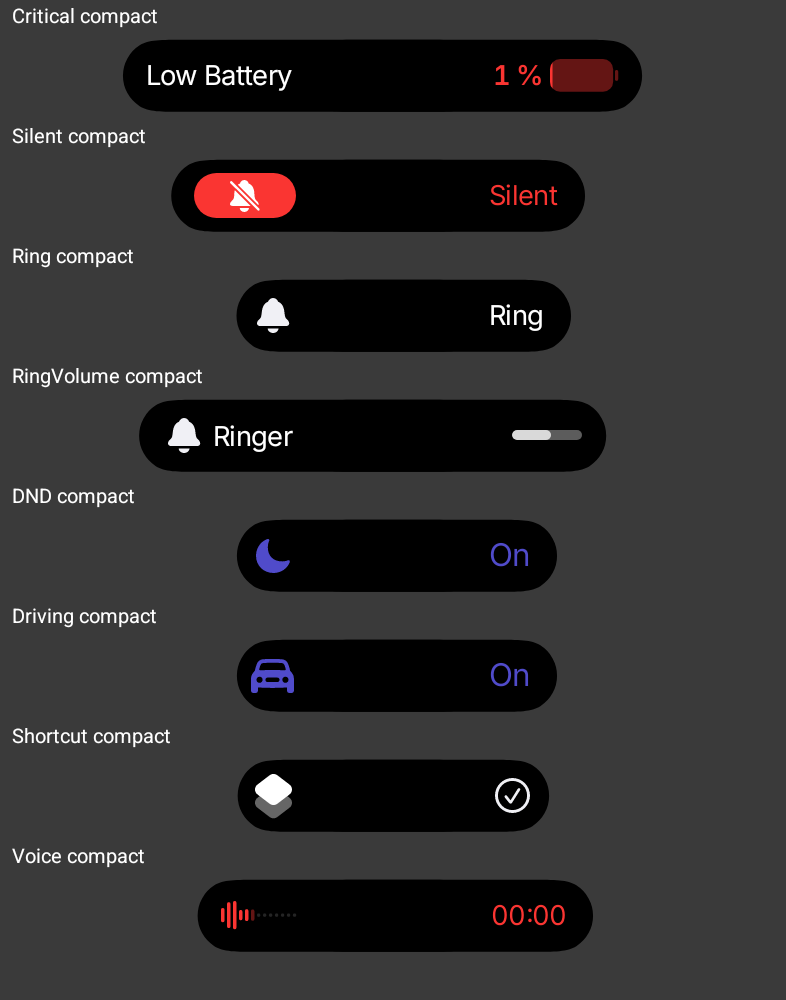 Critical compact
Low Battery 1 %
Silent compact
Silent
Ring compact
Ring
RingVolume compact
Ringer
DND compact
On
Driving compact
On
Shortcut compact
Voice compact
00:00